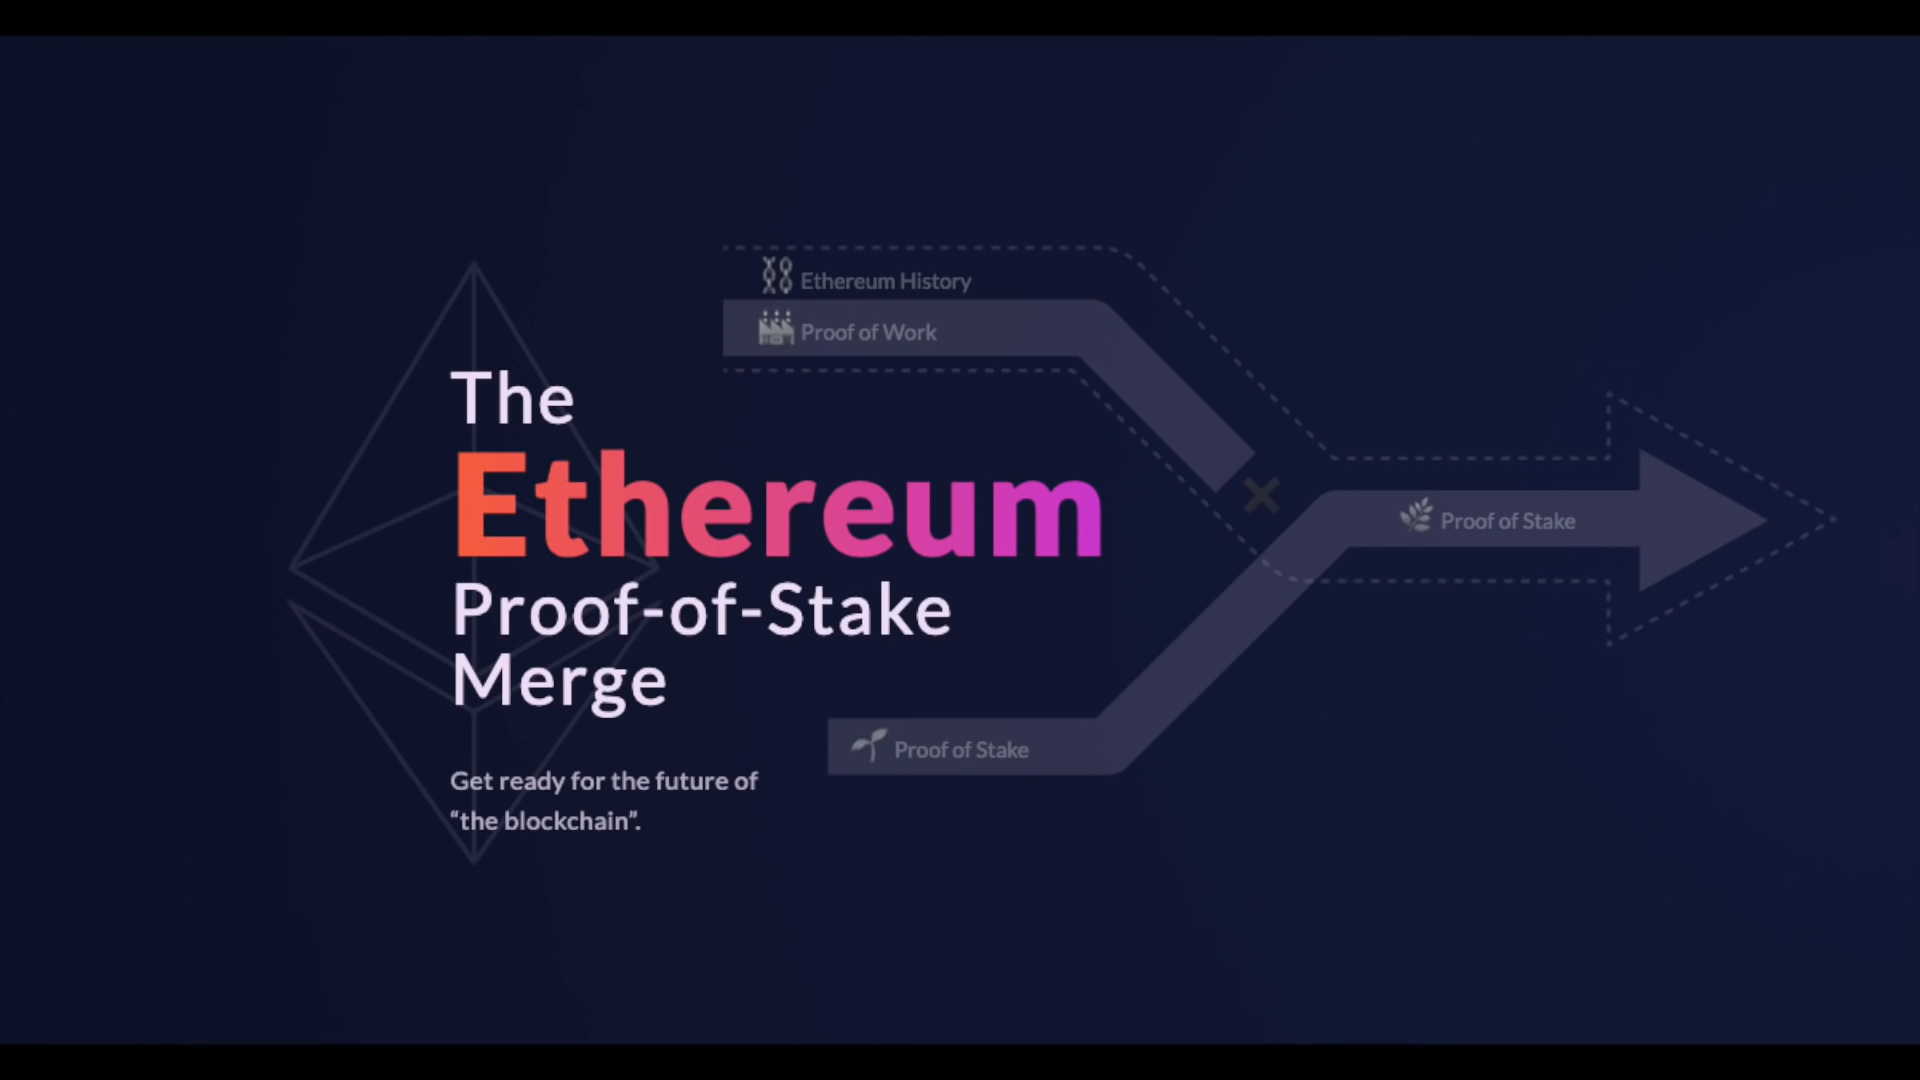 The
Ethereum
Proof-of-Stake
Merge
Get ready for the future of
“the blockchain”.
Ethereum History
Proof of Work
Proof of Stake
Proof of Stake